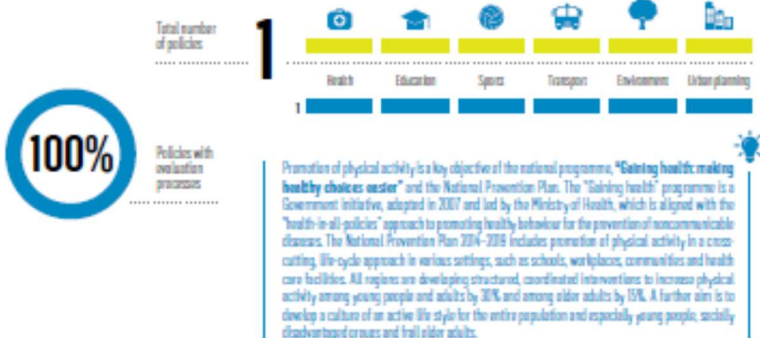 Total number
of policies
1
Health Education Sports Transport Environment Urban planning
1
100%
Policies with
evaluation
processes
Promotion of physical activity is a key objective of the national programme, "Gaining health: making
healthy choices easier" and the National Prevention Plan. The "Gaining health" programme is a
Government initiative, adopted in 2007 and led by the Ministry of Health, which is aligned with the
"health-in-all-policies" approach to promoting healthy behaviour for the prevention of noncommunicable
diseases. The National Prevention Plan 2014–2019 includes promotion of physical activity in a cross-
cutting, life-cycle approach in various settings, such as schools, workplaces, communities and health
care facilities. All regions are developing structured, coordinated interventions to increase physical
activity among young people and adults by 30% and among older adults by 15%. A further aim is to
develop a culture of an active life style for the entire population and especially young people, socially
disadvantaged groups and frail older adults.